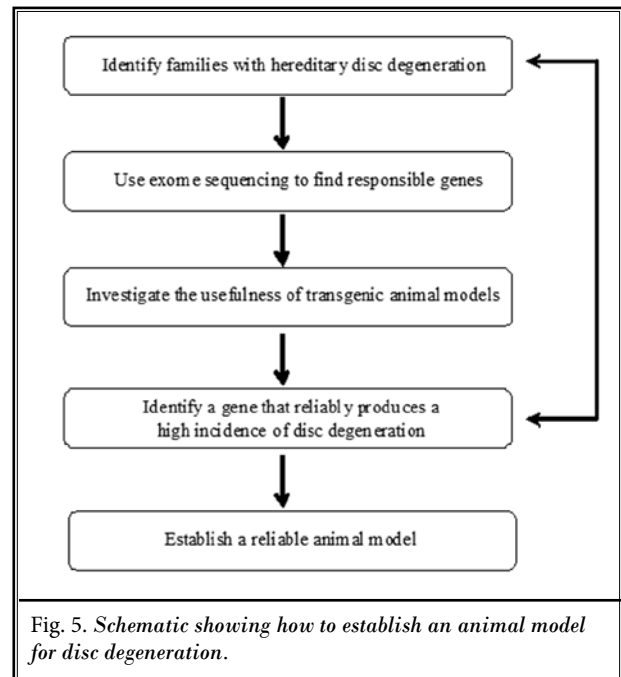 Identify families with hereditary disc degeneration
Use exome sequencing to find responsible genes
Investigate the usefulness of transgenic animal models
Identify a gene that reliably produces a
high incidence of disc degeneration
Establish a reliable animal model
Fig. 5. Schematic showing how to establish an animal model
for disc degeneration.